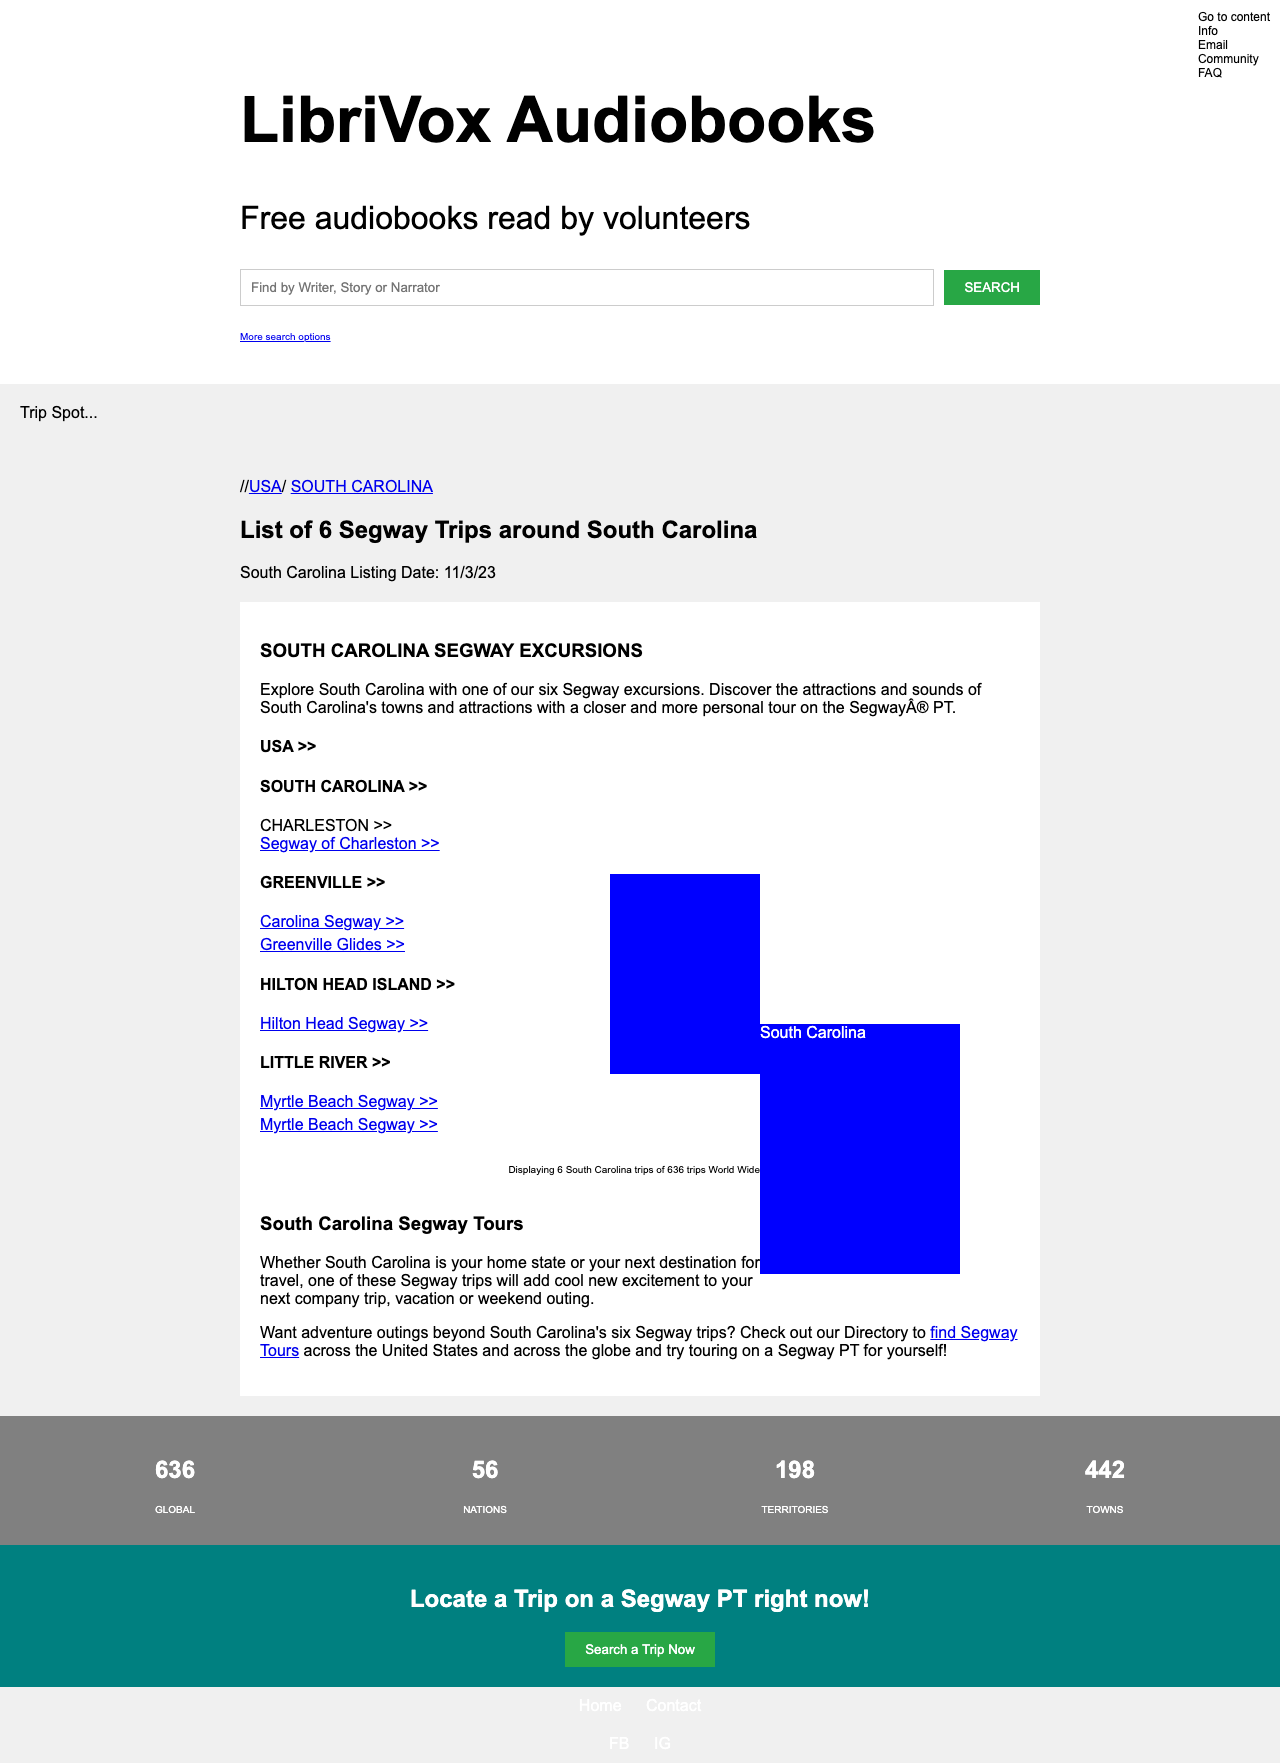 Go to content
Info
Email
Community
FAQ
LibriVox Audiobooks
Free audiobooks read by volunteers
Find by Writer, Story or Narrator
SEARCH
More search options
Trip Spot...
//USA/ SOUTH CAROLINA
List of 6 Segway Trips around South Carolina
South Carolina Listing Date: 11/3/23
SOUTH CAROLINA SEGWAY EXCURSIONS
Explore South Carolina with one of our six Segway excursions. Discover the attractions and sounds of
South Carolina's towns and attractions with a closer and more personal tour on the SegwayÂ® PT.
USA >>
SOUTH CAROLINA >>
CHARLESTON >>
Segway of Charleston >>
GREENVILLE >>
Carolina Segway >>
Greenville Glides >>
HILTON HEAD ISLAND >>
Hilton Head Segway >>
South Carolina
LITTLE RIVER >>
Myrtle Beach Segway >>
Myrtle Beach Segway >>
Displaying 6 South Carolina trips of 636 trips World Wide
South Carolina Segway Tours
Whether South Carolina is your home state or your next destination for
travel, one of these Segway trips will add cool new excitement to your
next company trip, vacation or weekend outing.
Want adventure outings beyond South Carolina's six Segway trips? Check out our Directory to find Segway
Tours across the United States and across the globe and try touring on a Segway PT for yourself!
636
GLOBAL
56
NATIONS
198
TERRITORIES
442
TOWNS
Locate a Trip on a Segway PT right now!
Search a Trip Now
Home Contact
FB IG